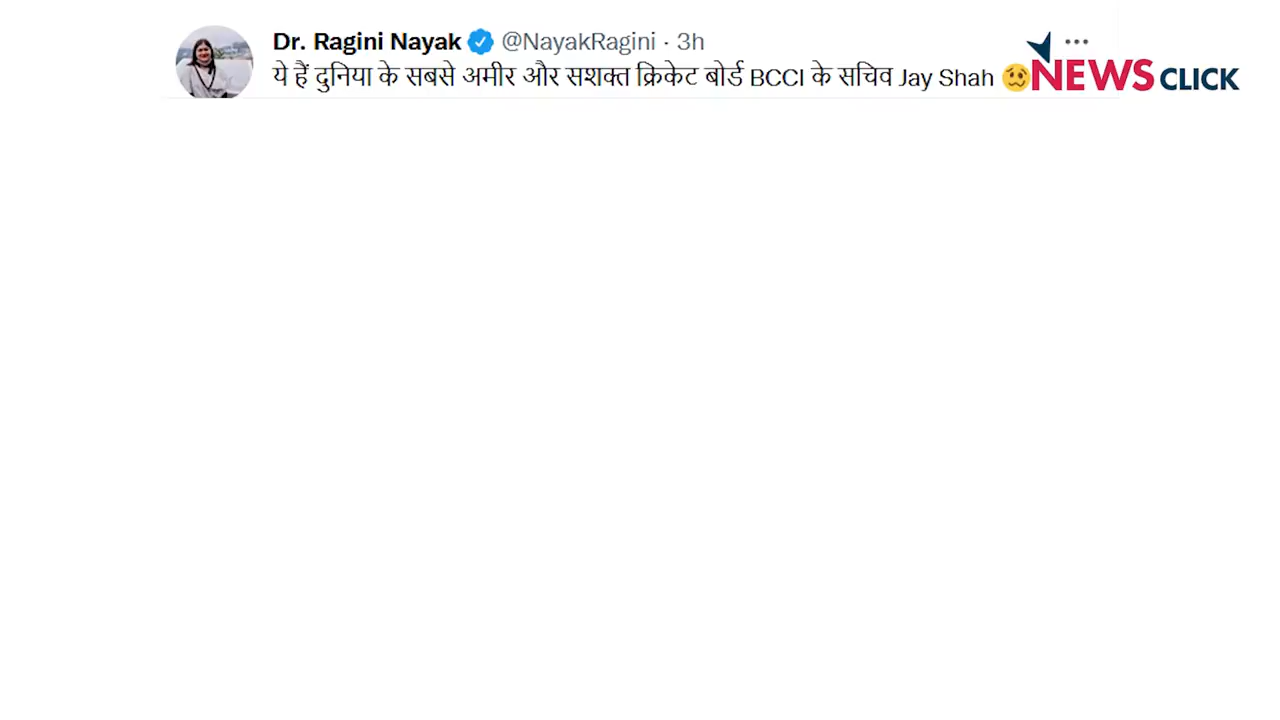 Dr. Ragini Nayak @NayakRagini · 3h
ये हैं दुनिया के सबसे अमीर और सशक्त क्रिकेट बोर्ड BCCI के सचिव Jay Shah 🥴
NEWS CLICK